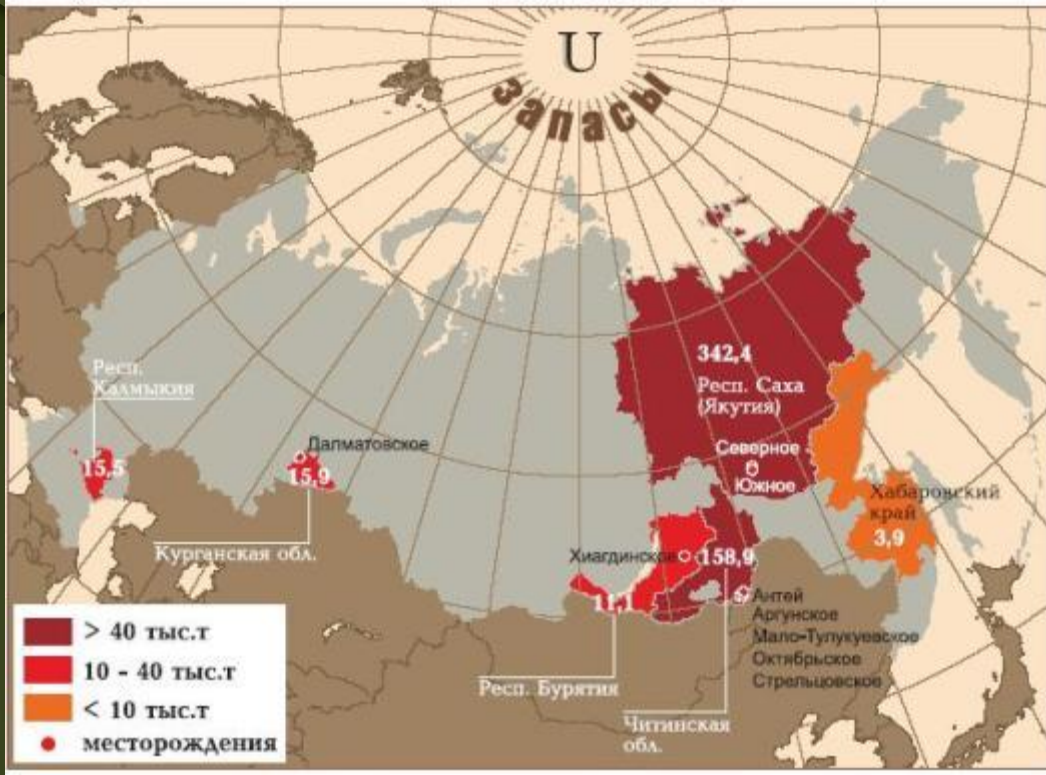 U
запасы
342,4
Респ. Саха
(Якутия)
Респ.
Калмыкия
Далматовское
Северное
15,5
15,9
Южное
Хабаровский
край
3,9
Курганская обл.
Хиагдинское
158,9
11,1
Антей
Аргунское
Мало-Тулукуевское
Октябрьское
Стрельцовское
Респ. Бурятия
Читинская
обл.
> 40 тыс.т
10 - 40 тыс.т
< 10 тыс.т
месторождения